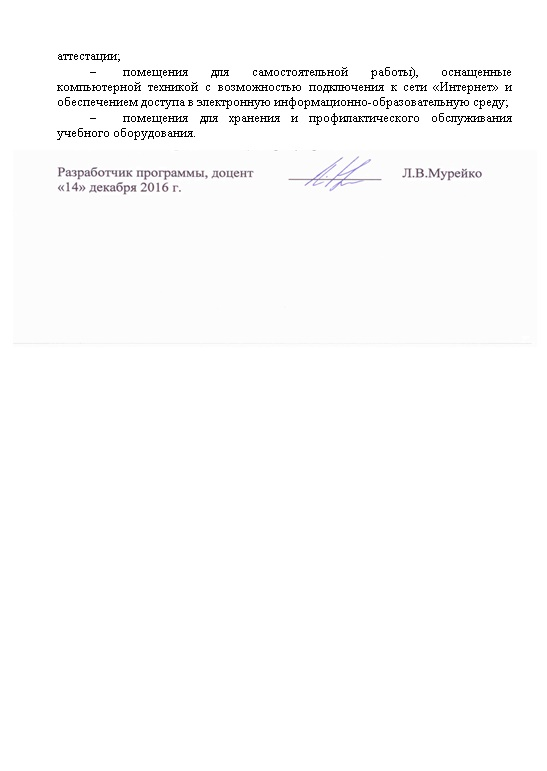 аттестации;
– помещения для самостоятельной работы), оснащенные
компьютерной техникой с возможностью подключения к сети «Интернет» и
обеспечением доступа в электронную информационно-образовательную среду;
– помещения для хранения и профилактического обслуживания
учебного оборудования.
Разработчик программы, доцент Л.В.Мурейко
«14» декабря 2016 г.